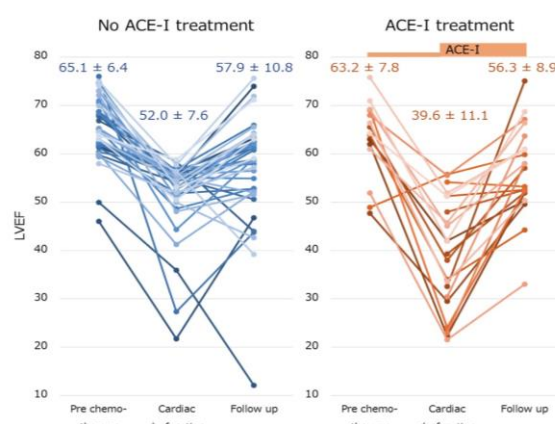 No ACE-I treatment
ACE-I treatment
80
70
60
50
40
30
20
10
LVEF
65.1 ± 6.4
52.0 ± 7.6
57.9 ± 10.8
Pre chemo-
Cardiac
Follow up
80
70
60
50
40
30
20
10
ACE-I
63.2 ± 7.8
39.6 ± 11.1
56.3 ± 8.9
Pre chemo-
Cardiac
Follow up